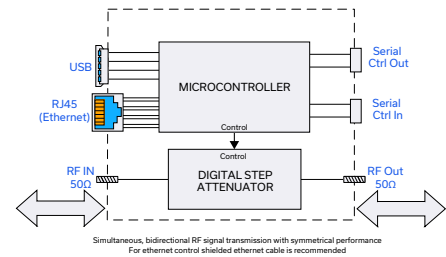 USB
Serial
Ctrl Out
MICROCONTROLLER
RJ45
(Ethernet)
Serial
Ctrl In
Control
Control
RF IN
50Ω
DIGITAL STEP
ATTENUATOR
RF Out
50Ω
Simultaneous, bidirectional RF signal transmission with symmetrical performance
For ethernet control shielded ethernet cable is recommended